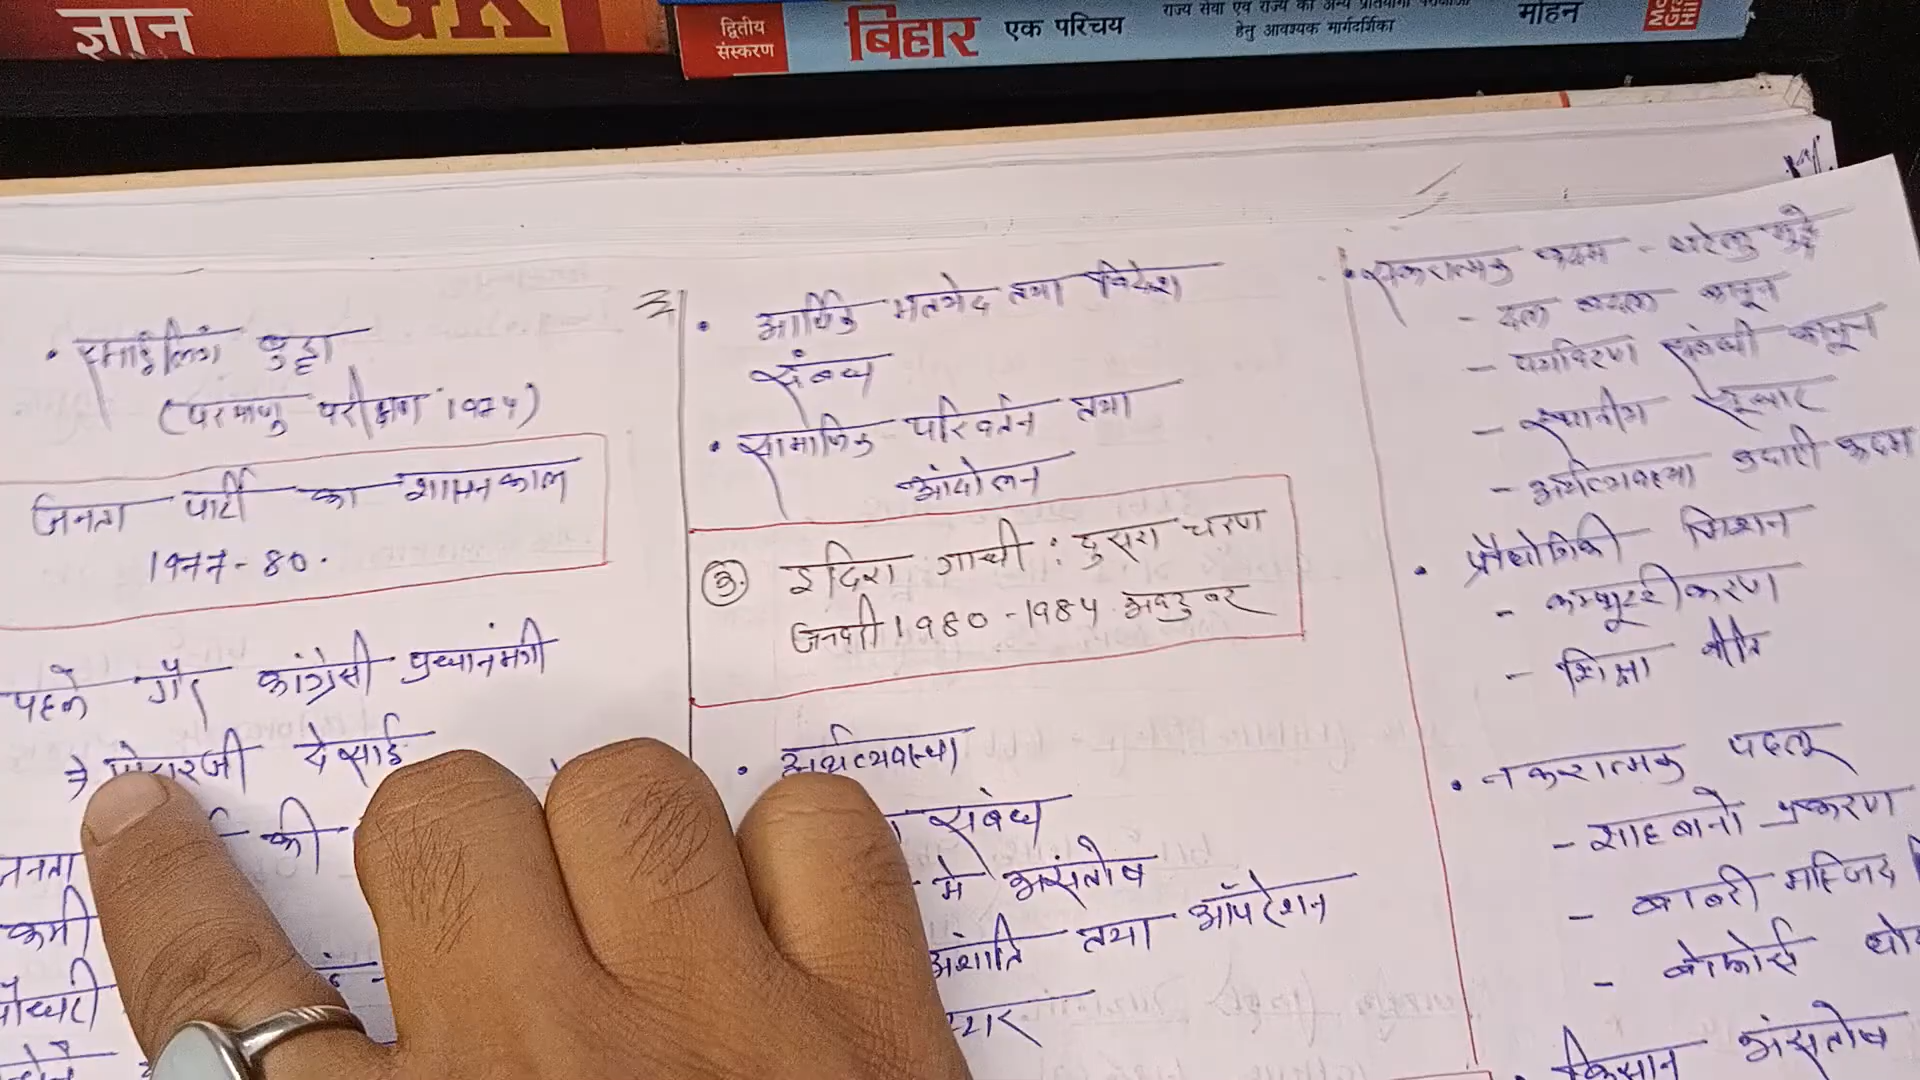 ज्ञान GK
द्वितीय
संस्करण
बिहार एक परिचय
हेतु आवश्यक मार्गदर्शिका
मोहन
• स्माईलिंग बुद्धा
(परमाणु परीक्षण 1974)
जनता पार्टी का शासनकाल
1977-80.
पहले गैर कांग्रेसी प्रधानमंत्री
देसाई
जनता
की
कमी
• आर्थिक मतभेद तथा विदेश
संबंध
• सामाजिक परिवर्तन तथा
आंदोलन
③ इंदिरा गांधी : दुसरा चरण
जनवरी 1980 - 1984 अक्टुबर
• अर्थव्यवस्था
संबंध
मे असंतोष
अशांति तथा ऑपरेशन
• सकारात्मक कदम - घरेलु मुद्दे
- दल बदल कानून
- पर्यावरण संबंधी कानून
- स्थानीय सुधार
- अर्थव्यवस्था उदारी कदम
• प्रौद्योगिकी मिशन
- कम्प्यूटरीकरण
- शिक्षा नीति
• नकारात्मक पहलू
- शाहबानो प्रकरण
- बाबरी मस्जिद
- बोफोर्स
• किसान असंतोष